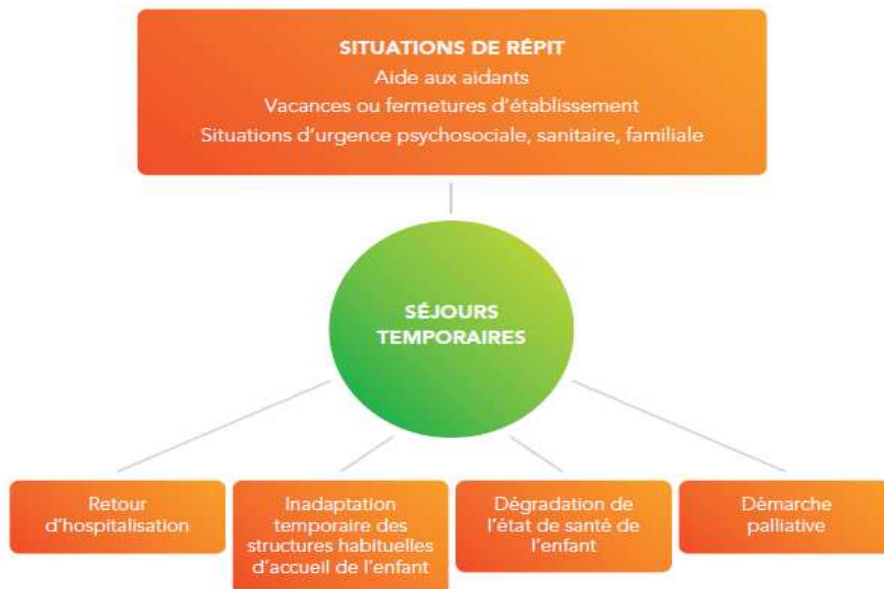 SITUATIONS DE RÉPIT
Aide aux aidants
Vacances ou fermetures d'établissement
Situations d'urgence psychosociale, sanitaire, familiale
SÉJOURS
TEMPORAIRES
Retour
d'hospitalisation
Inadaptation
temporaire des
structures habituelles
d'accueil de l'enfant
Dégradation de
l'état de santé de
l'enfant
Démarche
palliative